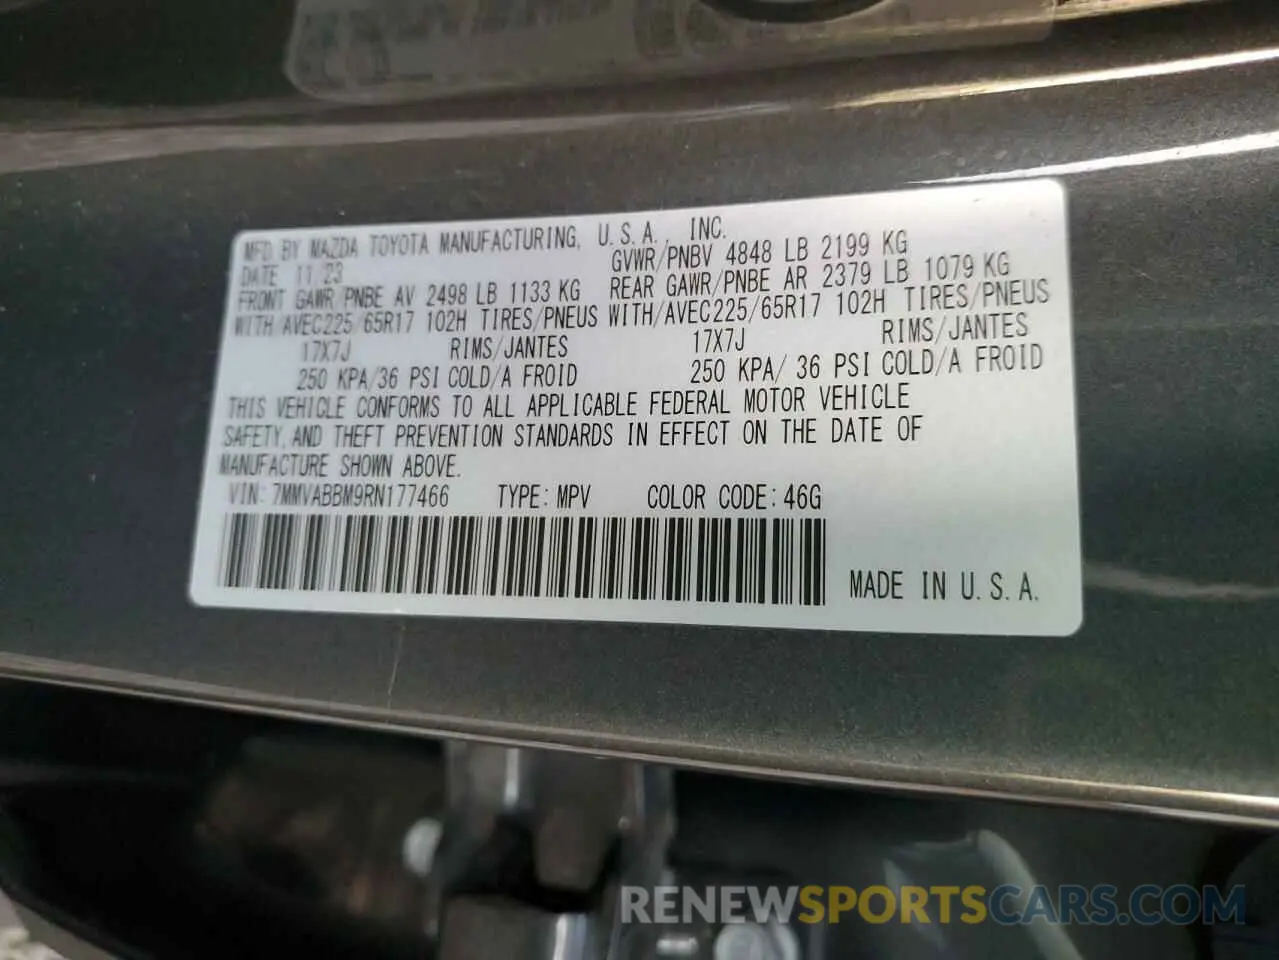 MFD BY MAZDA TOYOTA MANUFACTURING, U.S.A. INC.
DATE 11 23 GVWR/PNBV 4848 LB 2199 KG
FRONT GAWR/PNBE AV 2498 LB 1133 KG REAR GAWR/PNBE AR 2379 LB 1079 KG
WITH AVEC225/65R17 102H TIRES/PNEUS WITH/AVEC225/65R17 102H TIRES/PNEUS
17X7J RIMS/JANTES 17X7J RIMS/JANTES
250 KPA/36 PSI COLD/A FROID 250 KPA/ 36 PSI COLD/A FROID
THIS VEHICLE CONFORMS TO ALL APPLICABLE FEDERAL MOTOR VEHICLE
SAFETY, AND THEFT PREVENTION STANDARDS IN EFFECT ON THE DATE OF
MANUFACTURE SHOWN ABOVE.
VIN: 7MMVABBM9RN177466 TYPE: MPV COLOR CODE: 46G
MADE IN U.S.A.
RENEWSPORTSCARS.COM